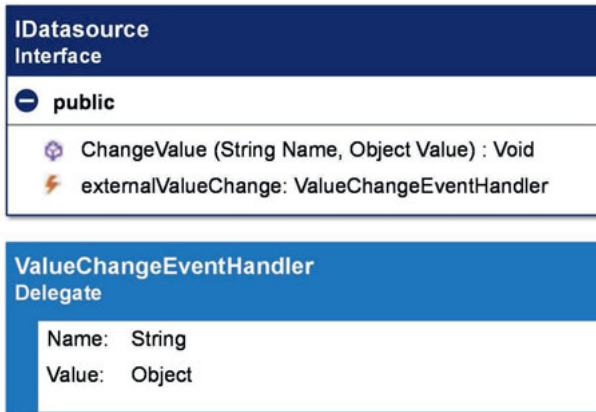 IDatasource
Interface
public
ChangeValue (String Name, Object Value) : Void
externalValueChange: ValueChangeEventHandler
ValueChangeEventHandler
Delegate
Name: String
Value: Object